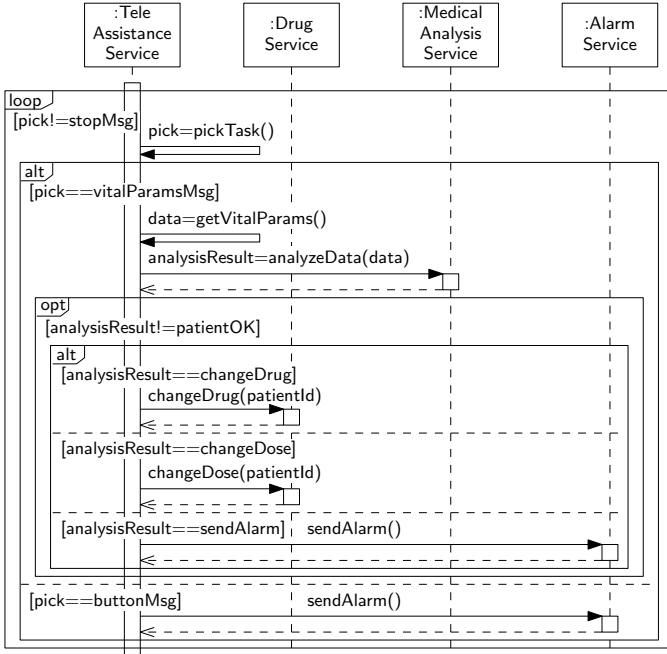 :Tele
Assistance
Service
:Drug
Service
:Medical
Analysis
Service
:Alarm
Service
loop
[pick!=stopMsg]
pick=pickTask()
alt
[pick==vitalParamsMsg]
data=getVitalParams()
analysisResult=analyzeData(data)
opt
[analysisResult!=patientOK]
alt
[analysisResult==changeDrug]
changeDrug(patientId)
[analysisResult==changeDose]
changeDose(patientId)
[analysisResult==sendAlarm] sendAlarm()
[pick==buttonMsg] sendAlarm()